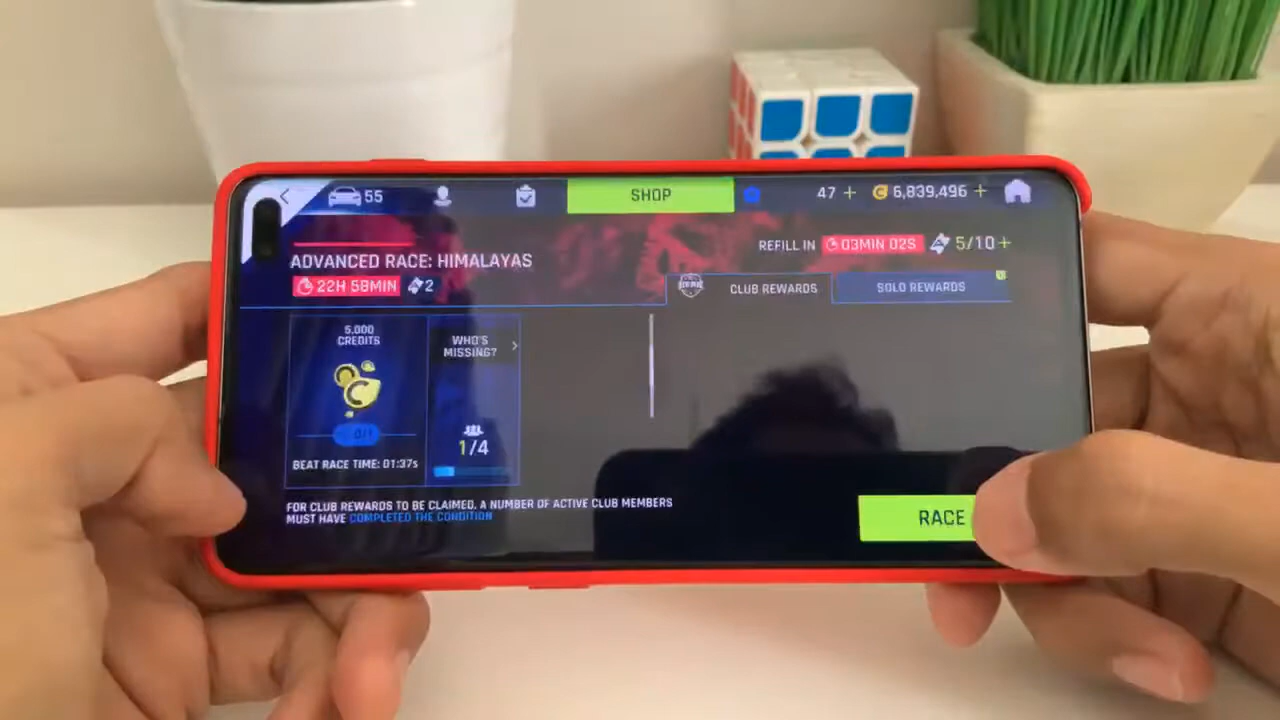 55
SHOP
47 +
6,839,496 +
ADVANCED RACE: HIMALAYAS
REFILL IN 03MIN 02S 5/10+
22H 58MIN 2
CLUB REWARDS
SOLO REWARDS
5,000
CREDITS
0/1
BEAT RACE TIME: 01:37s
WHO'S
MISSING?
1/4
FOR CLUB REWARDS TO BE CLAIMED, A NUMBER OF ACTIVE CLUB MEMBERS
MUST HAVE COMPLETED THE CONDITION
RACE